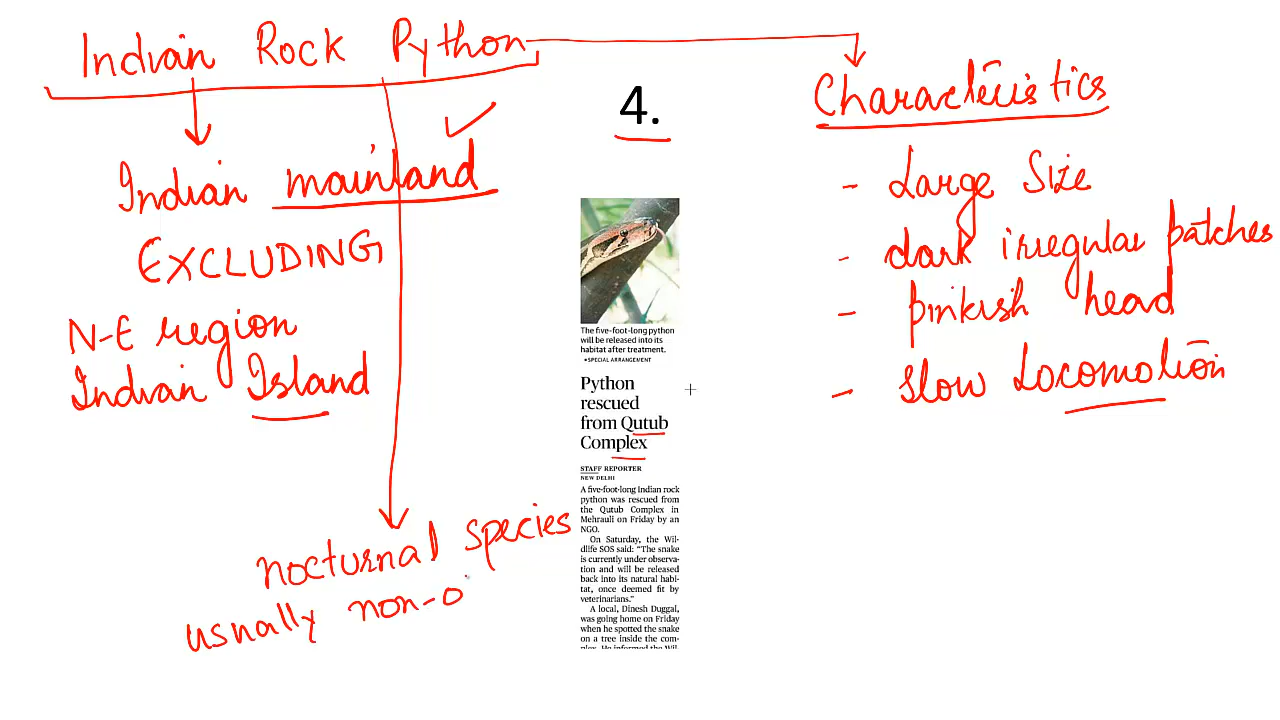 Indian Rock Python
Indian mainland
EXCLUDING
N-E region
Indian Island
nocturnal species
usually non-o
4.
The five-foot-long python
will be released into its
habitat after treatment.
•SPECIAL ARRANGEMENT
Python
rescued
from Qutub
Complex
STAFF REPORTER
NEW DELHI
A five-foot-long Indian rock
python was rescued from
the Qutub Complex in
Mehrauli on Friday by an
NGO.
On Saturday, the Wil-
dlife SOS said: “The snake
is currently under observa-
tion and will be released
back into its natural habi-
tat, once deemed fit by
veterinarians.”
A local, Dinesh Duggal,
was going home on Friday
when he spotted the snake
on a tree inside the com-
plex. He informed the Wil-
Characteristics
- Large Size
- dark irregular patches
- pinkish head
- slow Locomotion